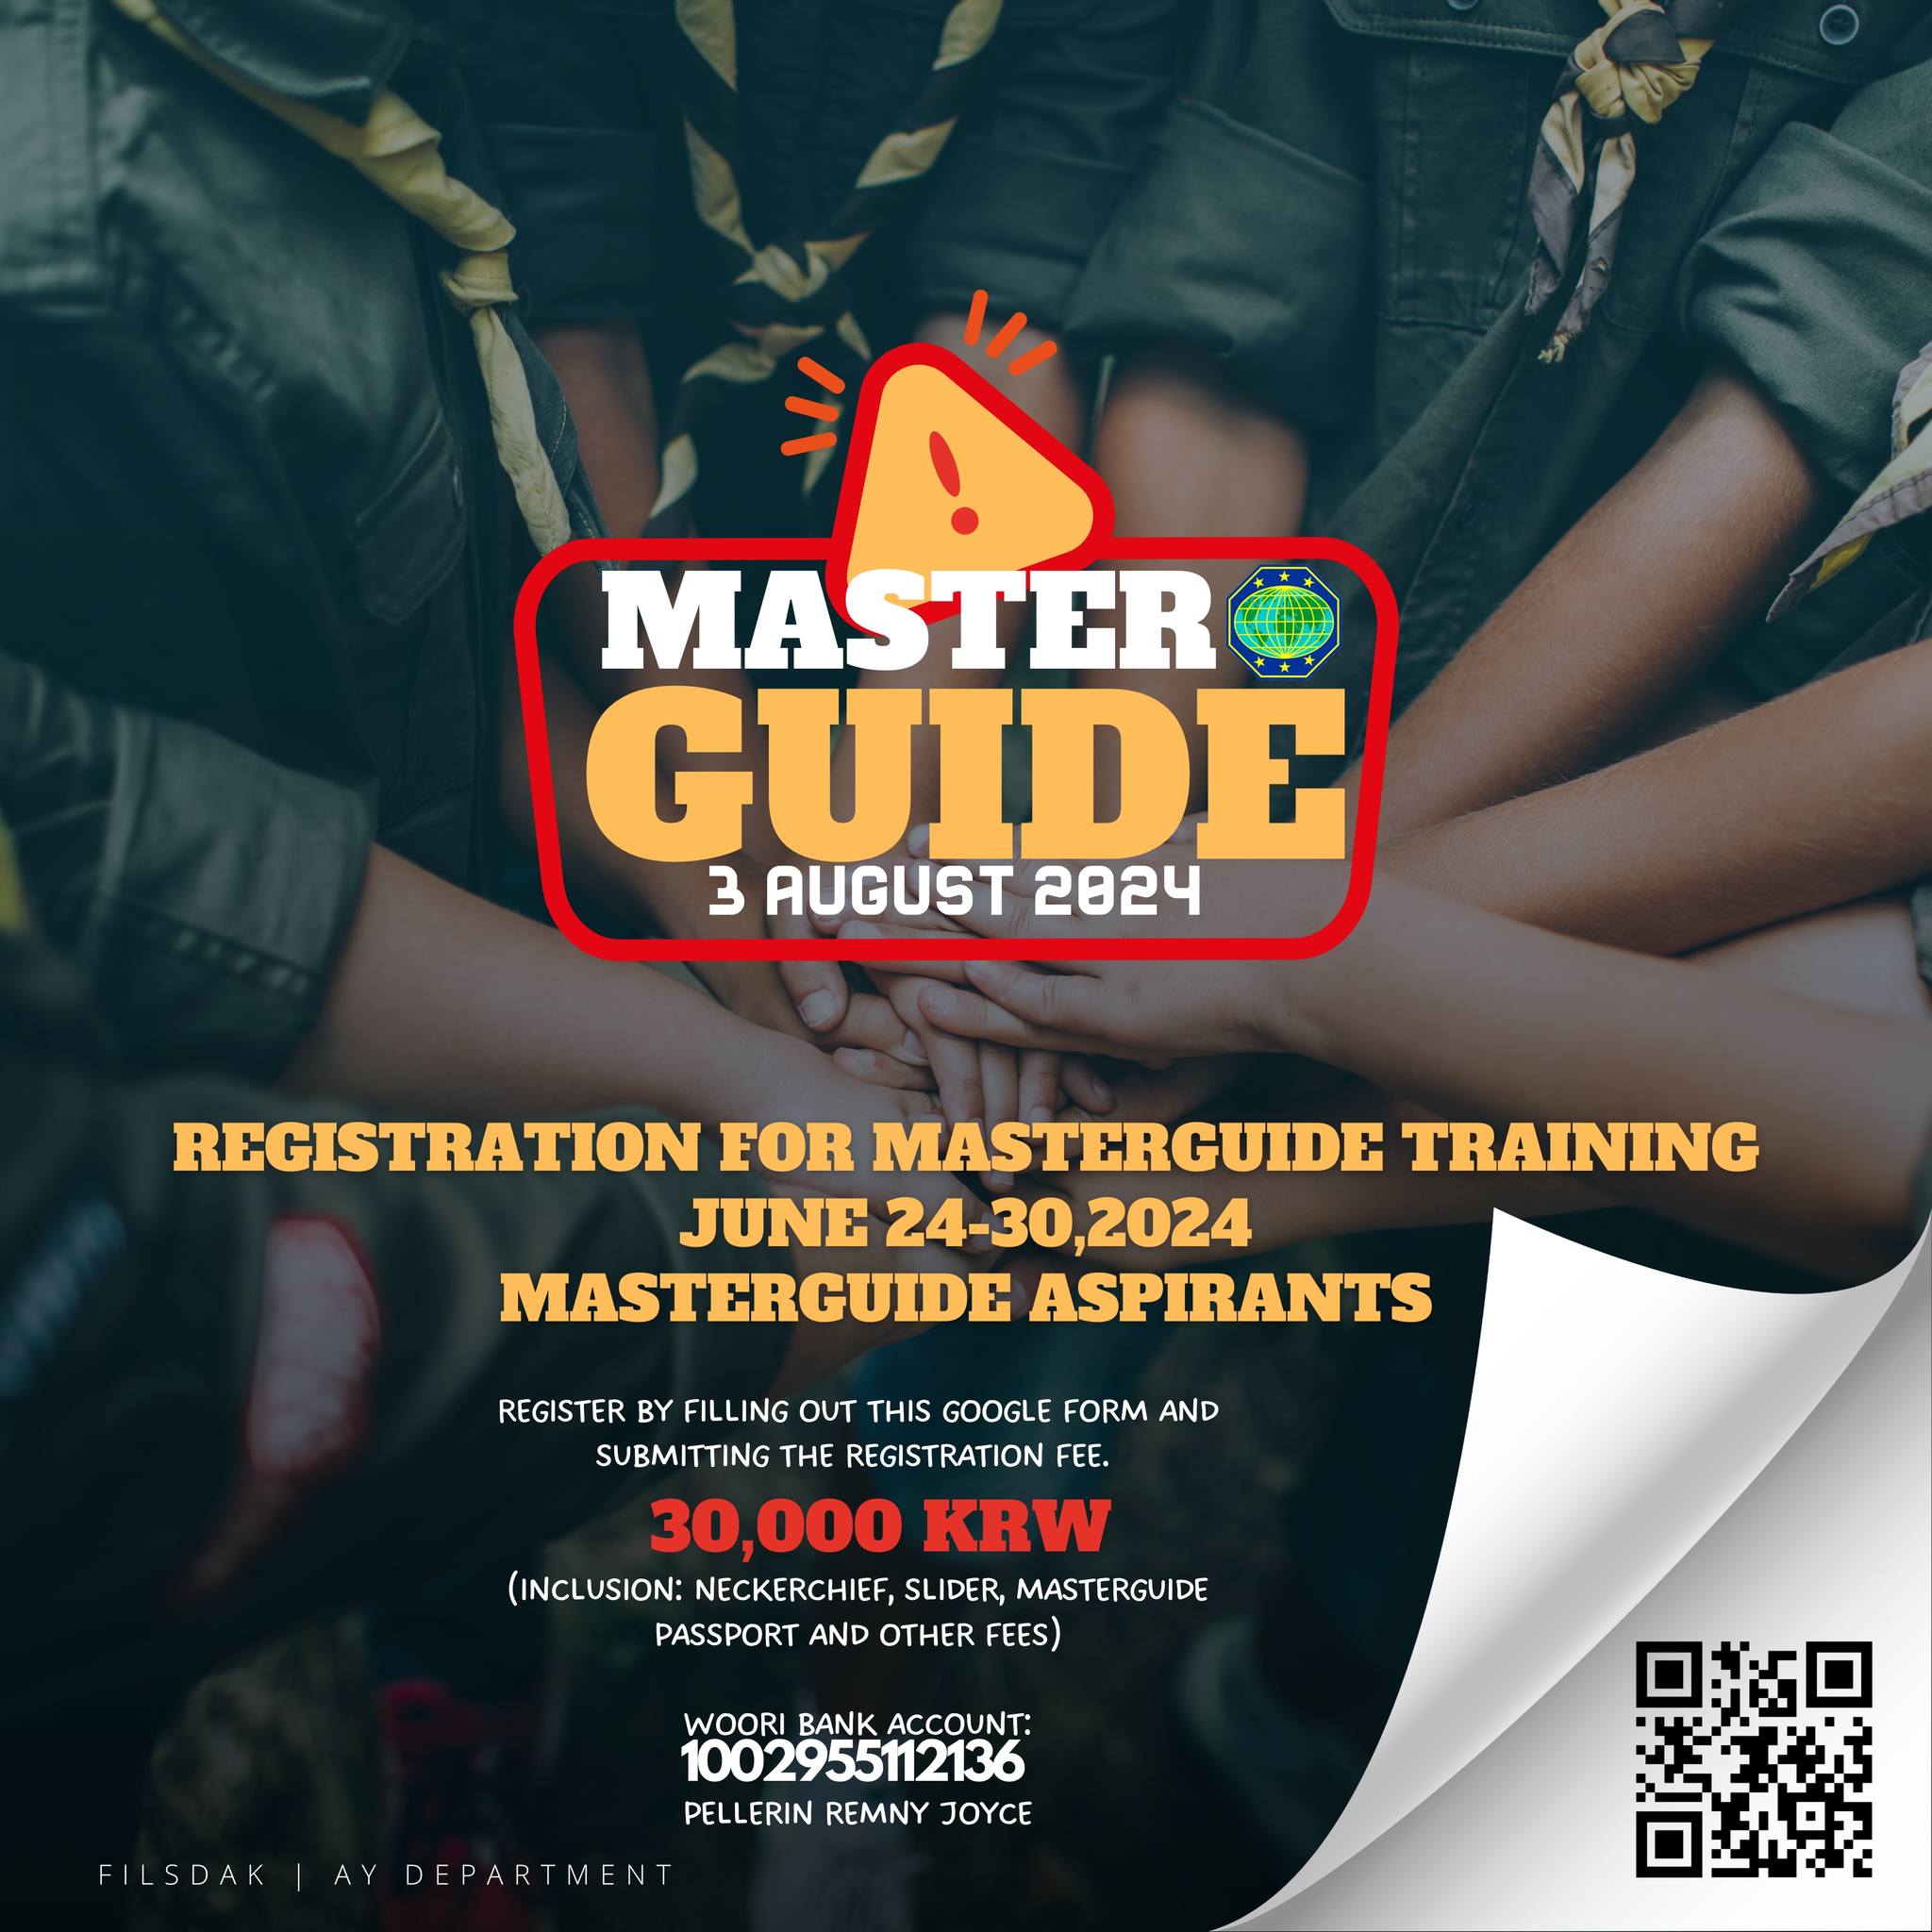 MASTER
GUIDE
3 AUGUST 2024
REGISTRATION FOR MASTERGUIDE TRAINING
JUNE 24-30,2024
MASTERGUIDE ASPIRANTS
REGISTER BY FILLING OUT THIS GOOGLE FORM AND
SUBMITTING THE REGISTRATION FEE.
30,000 KRW
(INCLUSION: NECKERCHIEF, SLIDER, MASTERGUIDE
PASSPORT AND OTHER FEES)
WOORI BANK ACCOUNT:
1002955112136
PELLERIN REMNY JOYCE
FILSDAK | AY DEPARTMENT